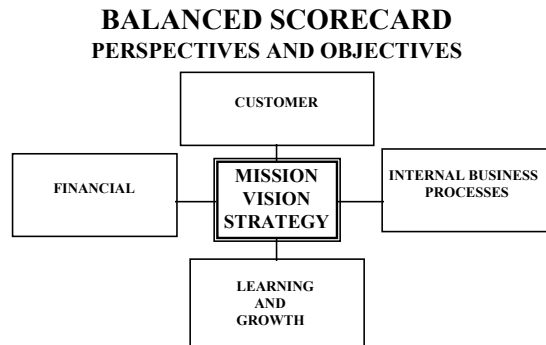 BALANCED SCORECARD
PERSPECTIVES AND OBJECTIVES
CUSTOMER
FINANCIAL
MISSION
VISION
STRATEGY
INTERNAL BUSINESS
PROCESSES
LEARNING
AND
GROWTH